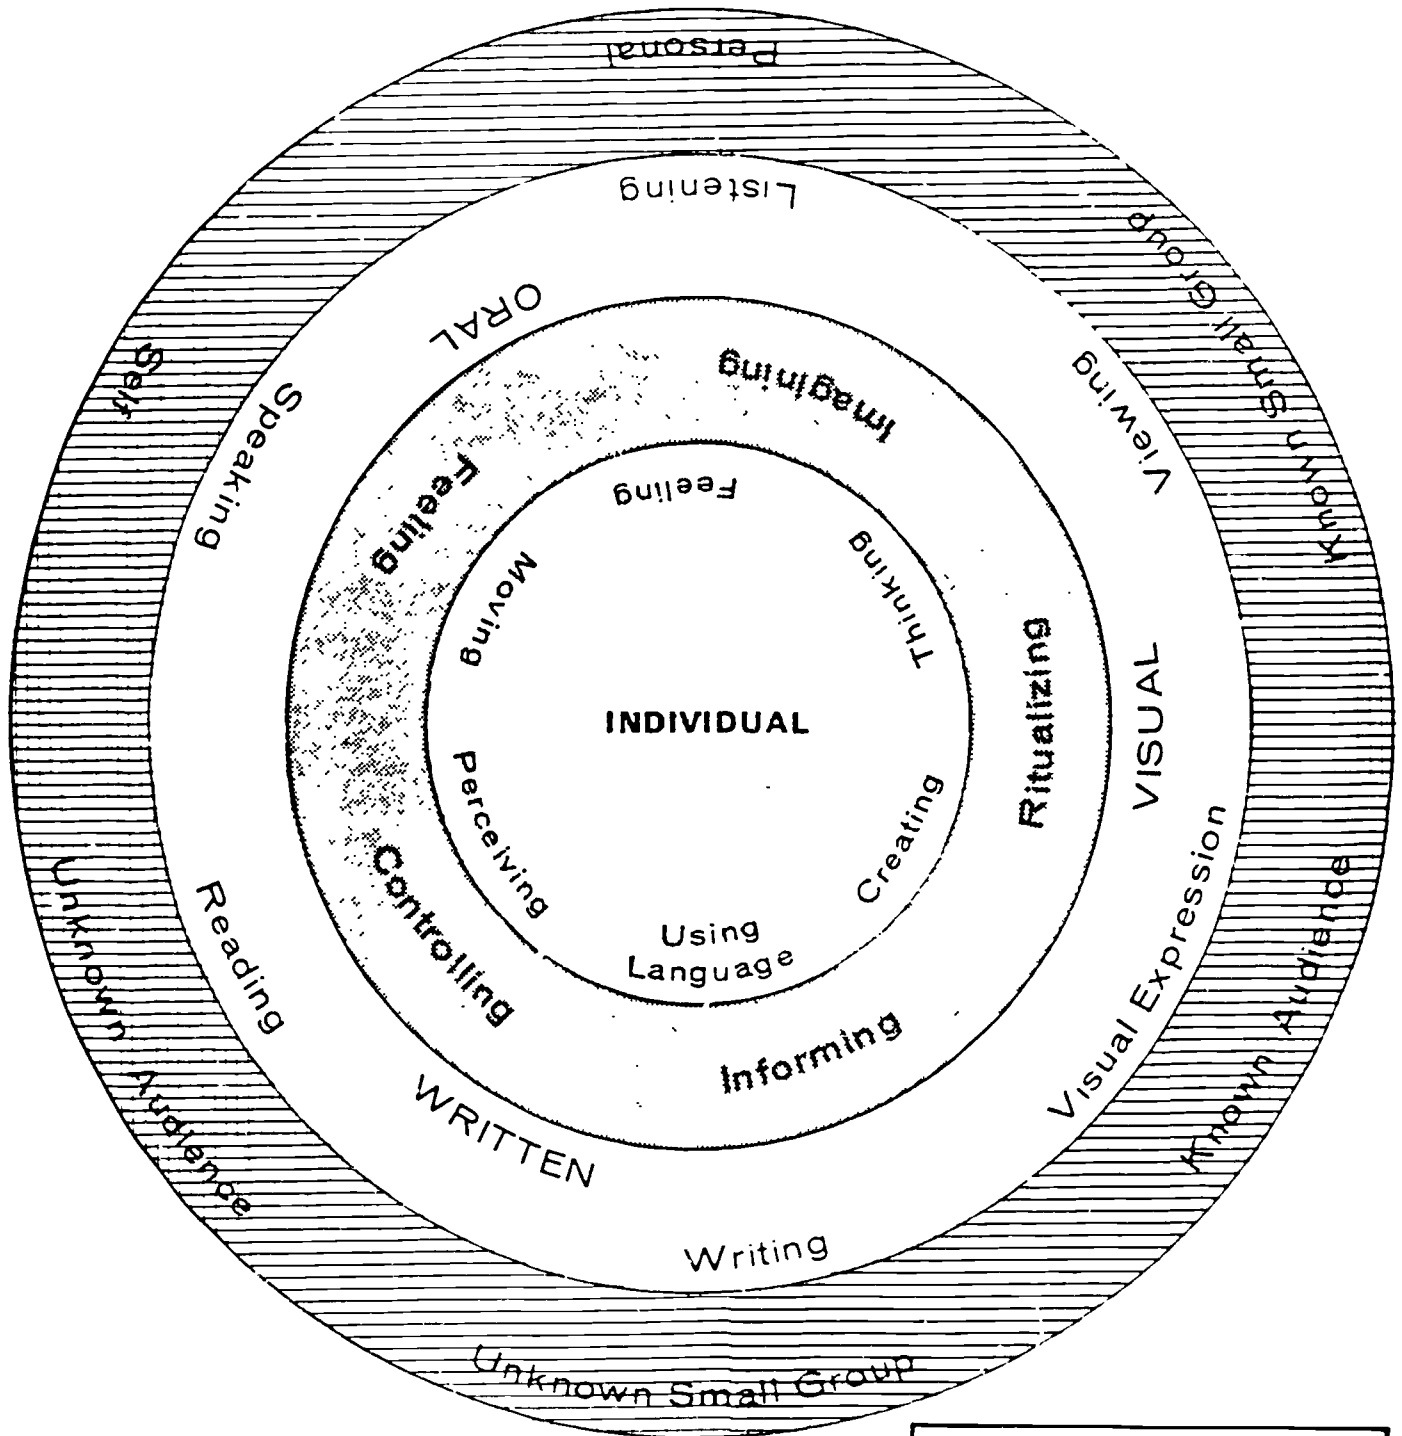 Personal
Known Small Group
Known Audience
Unknown Small Group
Unknown Audience
Self
Listening
Viewing
VISUAL
Visual Expression
Writing
WRITTEN
Reading
Speaking
ORAL
Imagining
Ritualizing
Informing
Controlling
Feeling
Feeling
Thinking
Creating
Using
Language
Perceiving
Moving
INDIVIDUAL